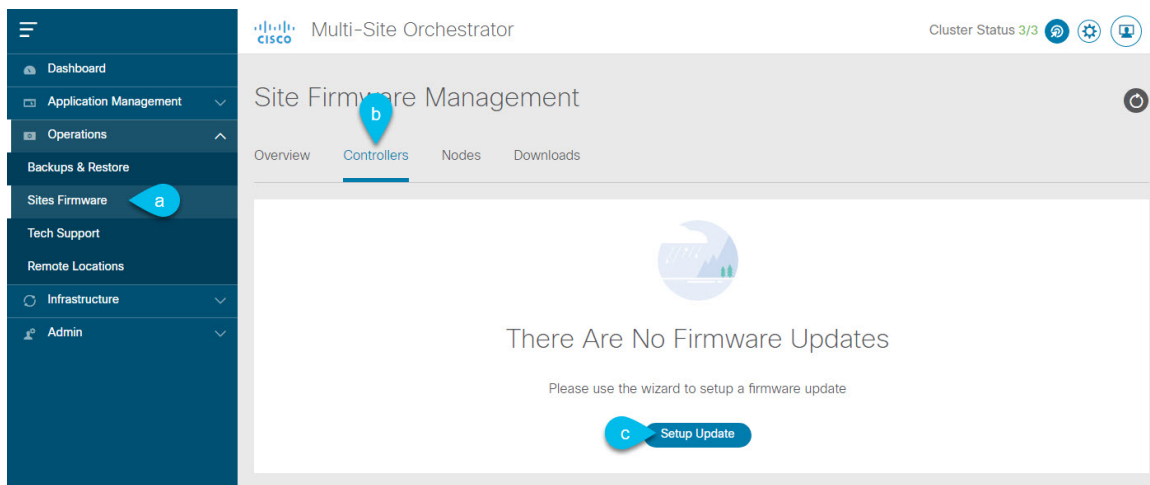 cisco Multi-Site Orchestrator Cluster Status 3/3
Dashboard
Application Management
Operations
Backups & Restore
Sites Firmware a
Tech Support
Remote Locations
Infrastructure
Admin
Site Firmware Management
b
Overview Controllers Nodes Downloads
There Are No Firmware Updates
Please use the wizard to setup a firmware update
c Setup Update